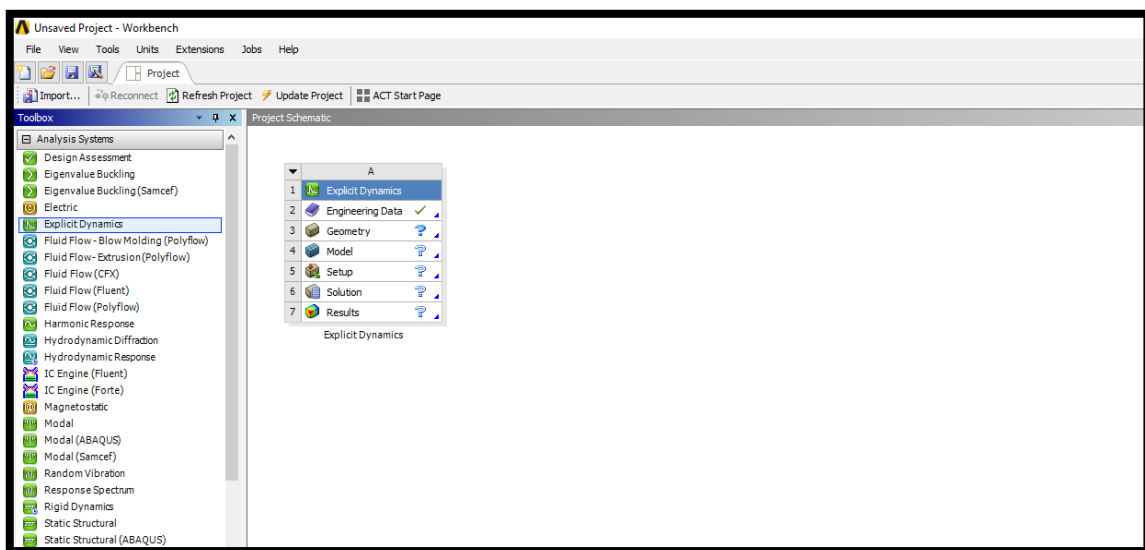 Unsaved Project - Workbench
File View Tools Units Extensions Jobs Help
Project
Import... Reconnect Refresh Project Update Project ACT Start Page
Toolbox
Project Schematic
Analysis Systems
Design Assessment
Eigenvalue Buckling
Eigenvalue Buckling (Samcef)
Electric
Explicit Dynamics
Fluid Flow - Blow Molding (Polyflow)
Fluid Flow - Extrusion (Polyflow)
Fluid Flow (CFX)
Fluid Flow (Fluent)
Fluid Flow (Polyflow)
Harmonic Response
Hydrodynamic Diffraction
Hydrodynamic Response
IC Engine (Fluent)
IC Engine (Forte)
Magnetostatic
Modal
Modal (ABAQUS)
Modal (Samcef)
Random Vibration
Response Spectrum
Rigid Dynamics
Static Structural
Static Structural (ABAQUS)
A
1 Explicit Dynamics
2 Engineering Data
3 Geometry ?
4 Model ?
5 Setup ?
6 Solution ?
7 Results ?
Explicit Dynamics